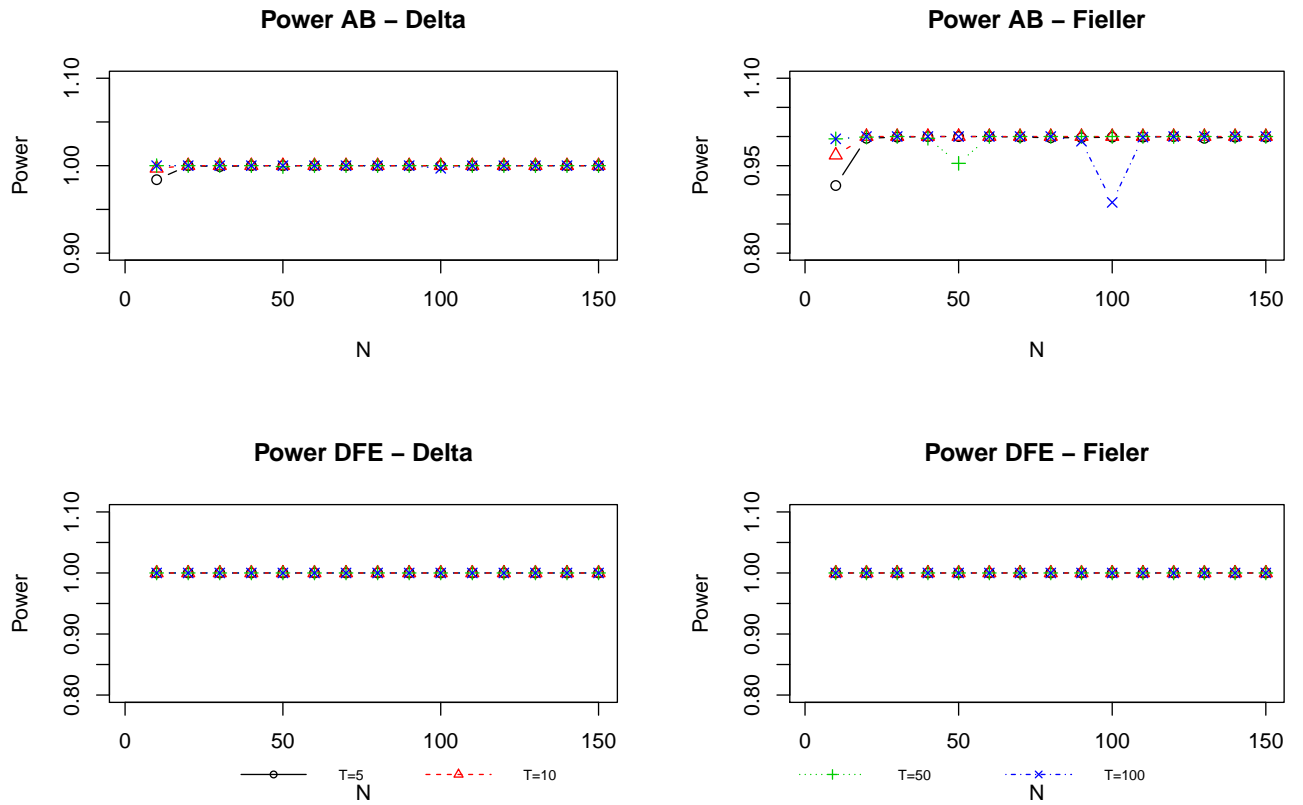 Power AB – Delta
Power
1.10
1.00
0.90
0 50 100 150
N
Power AB – Fieller
Power
1.10
0.95
0.80
0 50 100 150
N
Power DFE – Delta
Power
1.10
1.00
0.90
0.80
0 50 100 150
N
Power DFE – Fieler
Power
1.10
1.00
0.90
0.80
0 50 100 150
N
T=5 T=10 T=50 T=100